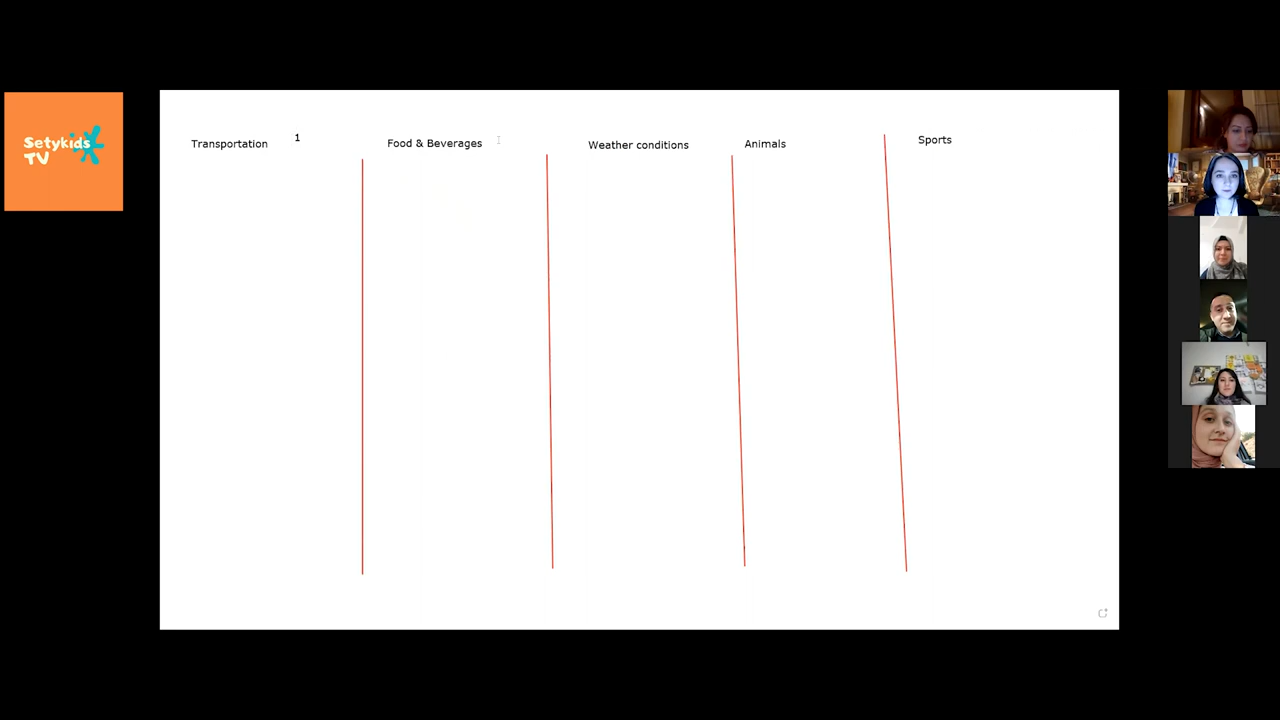 Setykids
TV
Transportation 1 Food & Beverages Weather conditions Animals Sports